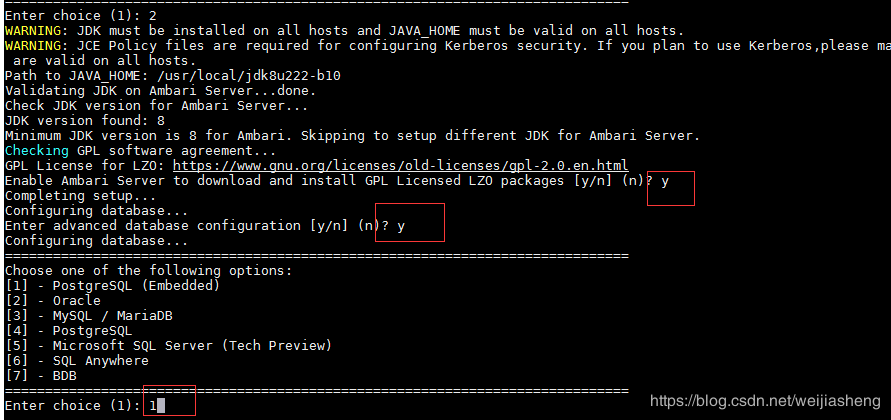 ==============================================================================
Enter choice (1): 2
WARNING: JDK must be installed on all hosts and JAVA_HOME must be valid on all hosts.
WARNING: JCE Policy files are required for configuring Kerberos security. If you plan to use Kerberos,please ma
 are valid on all hosts.
Path to JAVA_HOME: /usr/local/jdk8u222-b10
Validating JDK on Ambari Server...done.
Check JDK version for Ambari Server...
JDK version found: 8
Minimum JDK version is 8 for Ambari. Skipping to setup different JDK for Ambari Server.
Checking GPL software agreement...
GPL License for LZO: https://www.gnu.org/licenses/old-licenses/gpl-2.0.en.html
Enable Ambari Server to download and install GPL Licensed LZO packages [y/n] (n)? y
Completing setup...
Configuring database...
Enter advanced database configuration [y/n] (n)? y
Configuring database...
==============================================================================
Choose one of the following options:
[1] - PostgreSQL (Embedded)
[2] - Oracle
[3] - MySQL / MariaDB
[4] - PostgreSQL
[5] - Microsoft SQL Server (Tech Preview)
[6] - SQL Anywhere
[7] - BDB
==============================================================================
Enter choice (1): 1
https://blog.csdn.net/weijiasheng